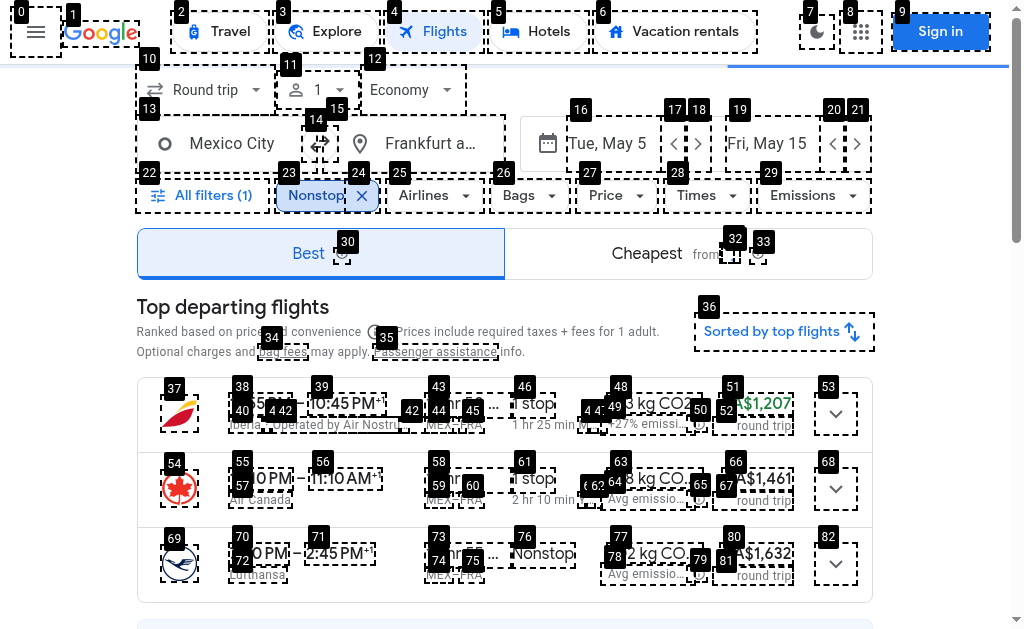 0 1 2 3 4 5 6 7 8 9
Google Travel Explore Flights Hotels Vacation rentals Sign in
10 11 12
Round trip 1 Economy
13 14 15 16 17 18 19 20 21
Mexico City Frankfurt a... Tue, May 5 Fri, May 15
22 23 24 25 26 27 28 29
All filters (1) Nonstop Airlines Bags Price Times Emissions
30 32 33
Best Cheapest from
Top departing flights
36
Ranked based on price and convenience Prices include required taxes + fees for 1 adult.
Sorted by top flights
34 35
Optional charges and bag fees may apply. Passenger assistance info.
37 38 39 43 46 48 51 53
10:45 PM+1 1 stop A$1,207
40 42 42 44 45 49 50 52
Iberia · Operated by Air Nostru MEX–FRA 1 hr 25 min +27% emissi... round trip
54 55 56 58 61 63 66 68
10 PM – 11:10 AM+1 1 stop A$1,461
57 59 60 62 64 65 67
Air Canada MEX–FRA 2 hr 10 min Avg emissio... round trip
69 70 71 73 76 77 80 82
0 PM – 2:45 PM+1 Nonstop 2 kg CO... A$1,632
72 74 75 78 79 81
Lufthansa MEX–FRA Avg emissio... round trip